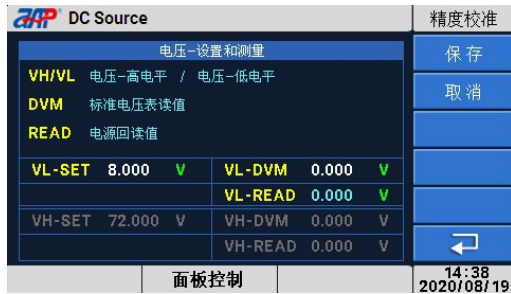 ZAP DC Source
精度校准
电压-设置和测量
保存
VH/VL 电压-高电平 / 电压-低电平
取消
DVM 标准电压表读值
READ 电源回读值
VL-SET 8.000 V VL-DVM 0.000 V
VL-READ 0.000 V
VH-SET 72.000 V VH-DVM 0.000 V
VH-READ 0.000 V
面板控制
14:38
2020/08/19